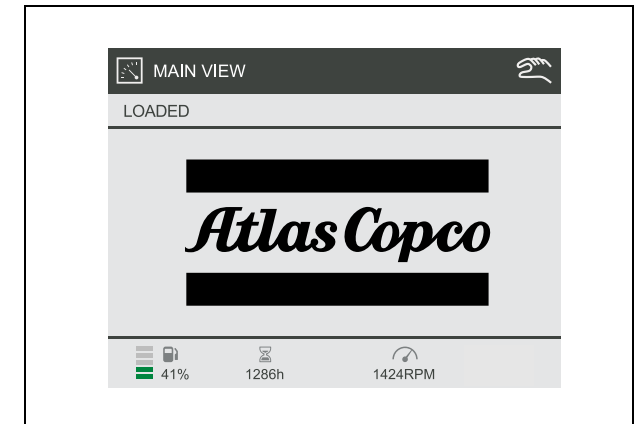 MAIN VIEW
LOADED
Atlas Copco
41%
1286h
1424RPM